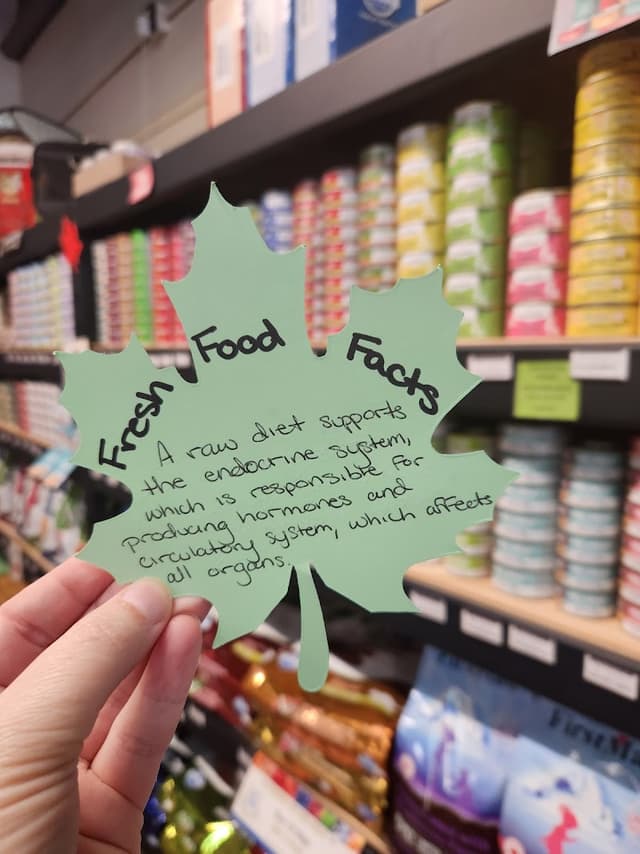 Fresh Food Facts
A raw diet supports
the endocrine system,
which is responsible for
producing hormones and
circulatory system, which affects
all organs.